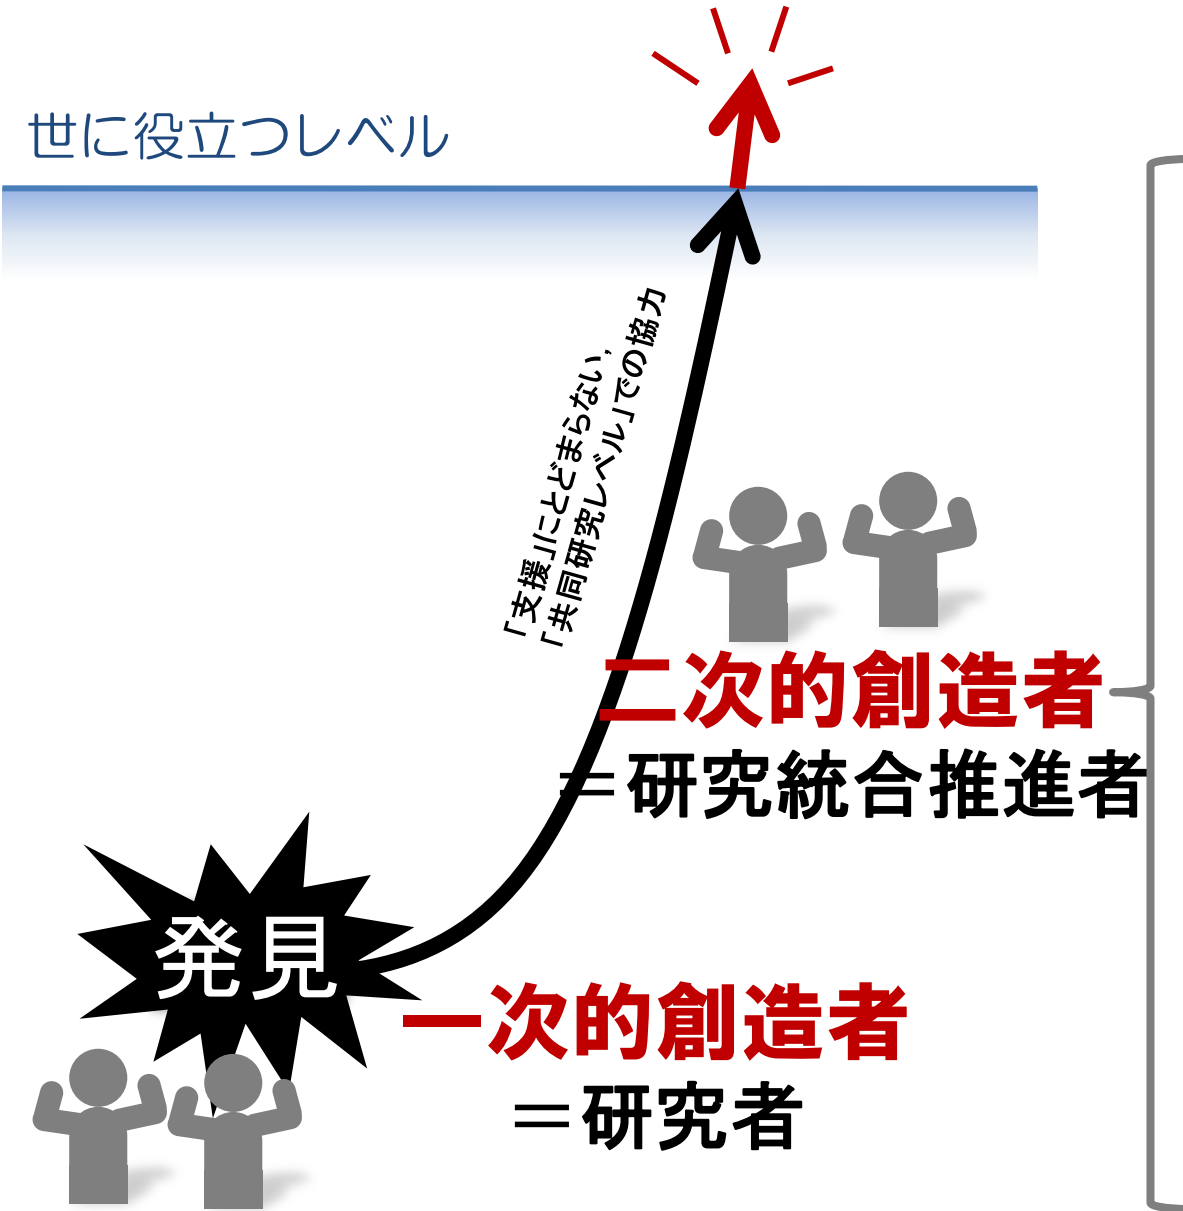 世に役立つレベル
「支援」にとどまらない,
「共同研究レベル」での協力
二次的創造者
＝研究統合推進者
発見
一次的創造者
＝研究者